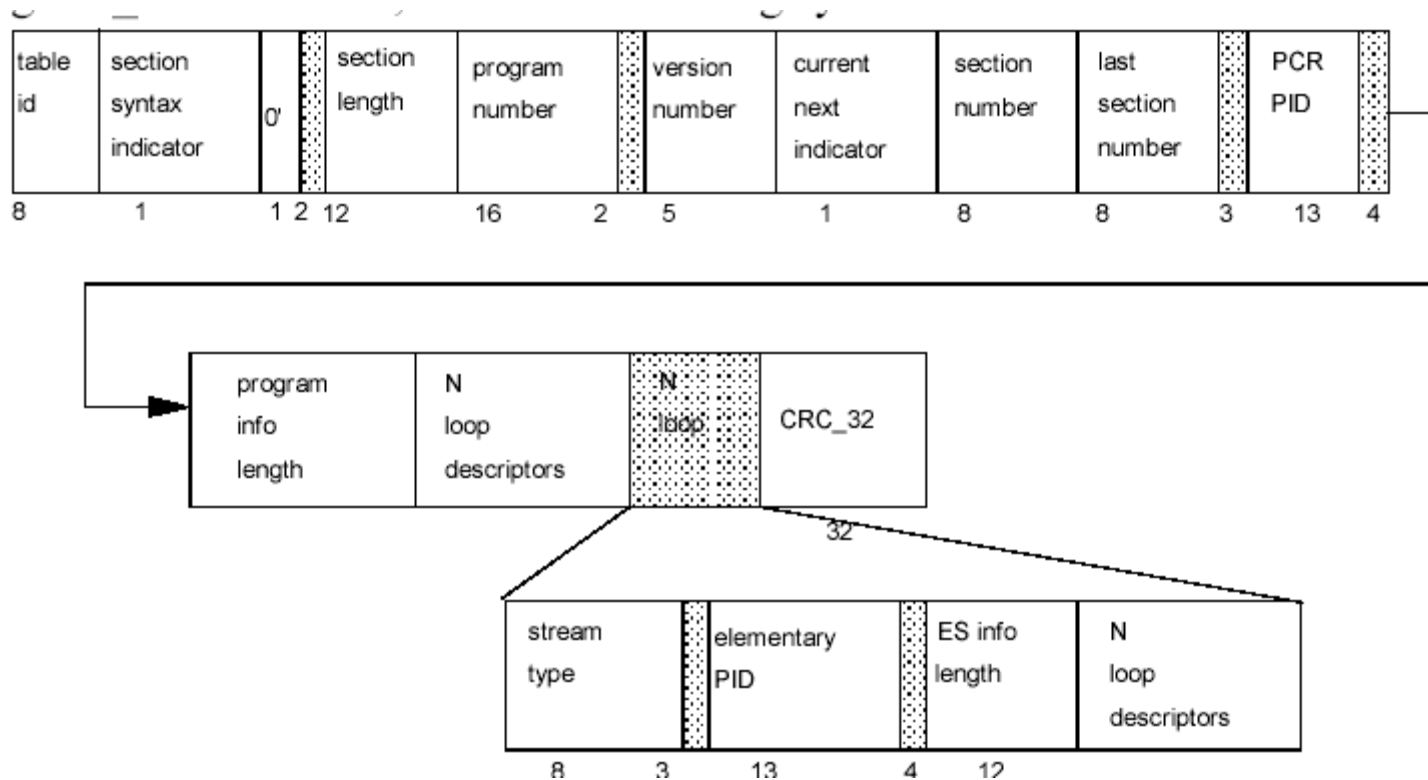 table
id
section
syntax
indicator
0'
section
length
program
number
version
number
current
next
indicator
section
number
last
section
number
PCR
PID
8 1 1 2 12 16 2 5 1 8 8 3 13 4
program
info
length
N
loop
descriptors
N
loop
CRC_32
32
stream
type
elementary
PID
ES info
length
N
loop
descriptors
8 3 13 4 12